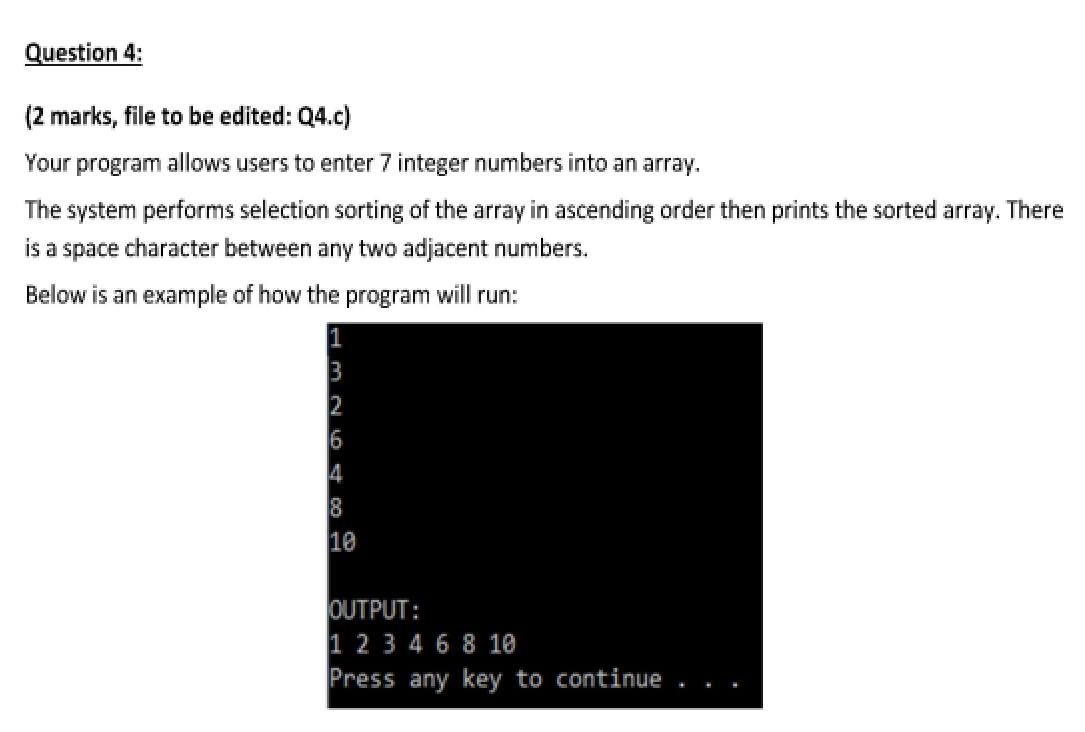 Question 4:
(2 marks, file to be edited: Q4.c)
Your program allows users to enter 7 integer numbers into an array.
The system performs selection sorting of the array in ascending order then prints the sorted array. There
is a space character between any two adjacent numbers.
Below is an example of how the program will run:
1
3
2
6
4
8
10
OUTPUT:
1 2 3 4 6 8 10
Press any key to continue . . .